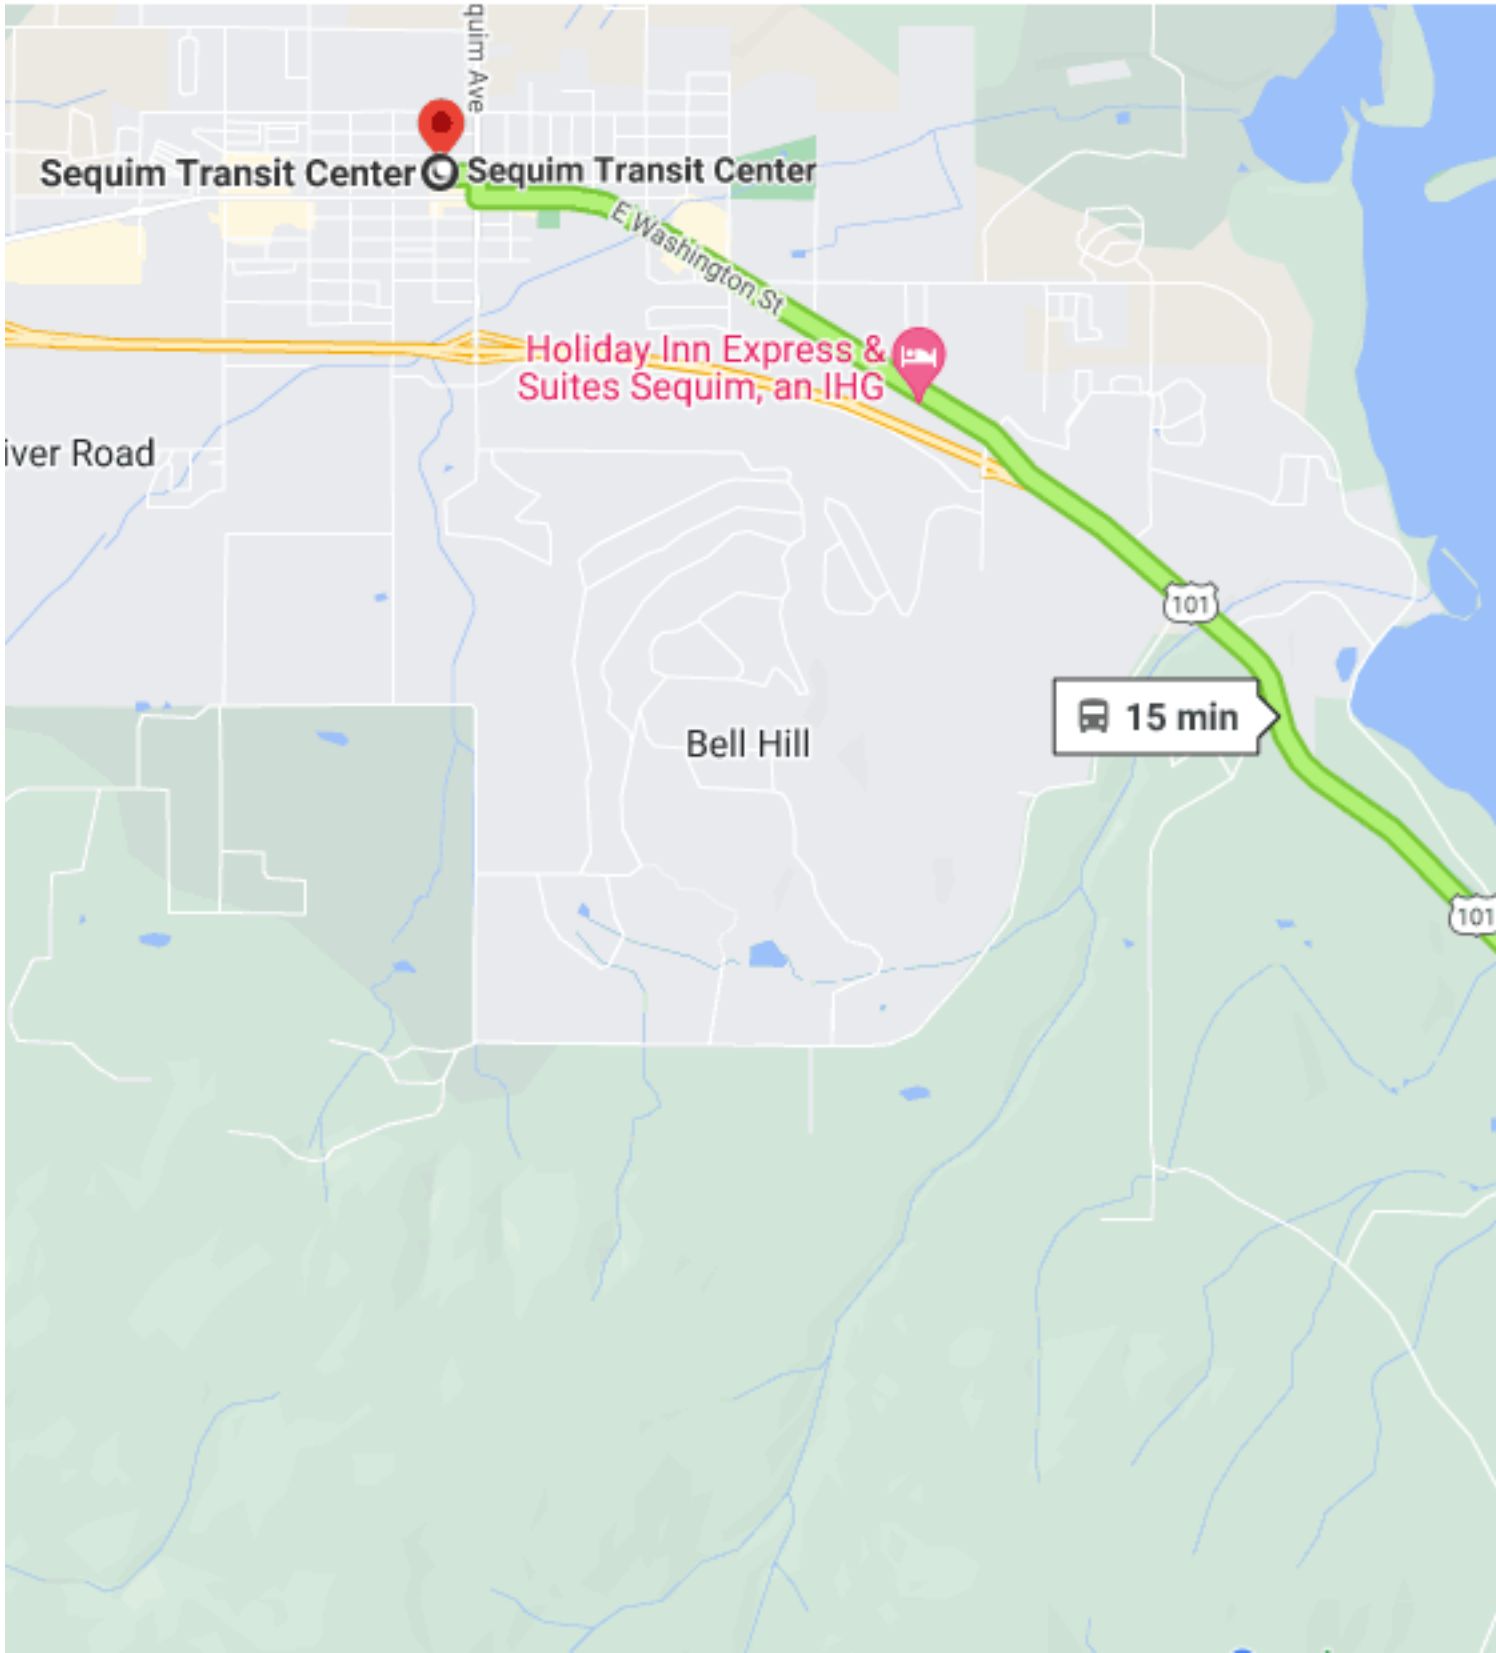 quim Ave
Sequim Transit Center
Sequim Transit Center
E Washington St
Holiday Inn Express &
Suites Sequim, an IHG
iver Road
101
15 min
Bell Hill
101